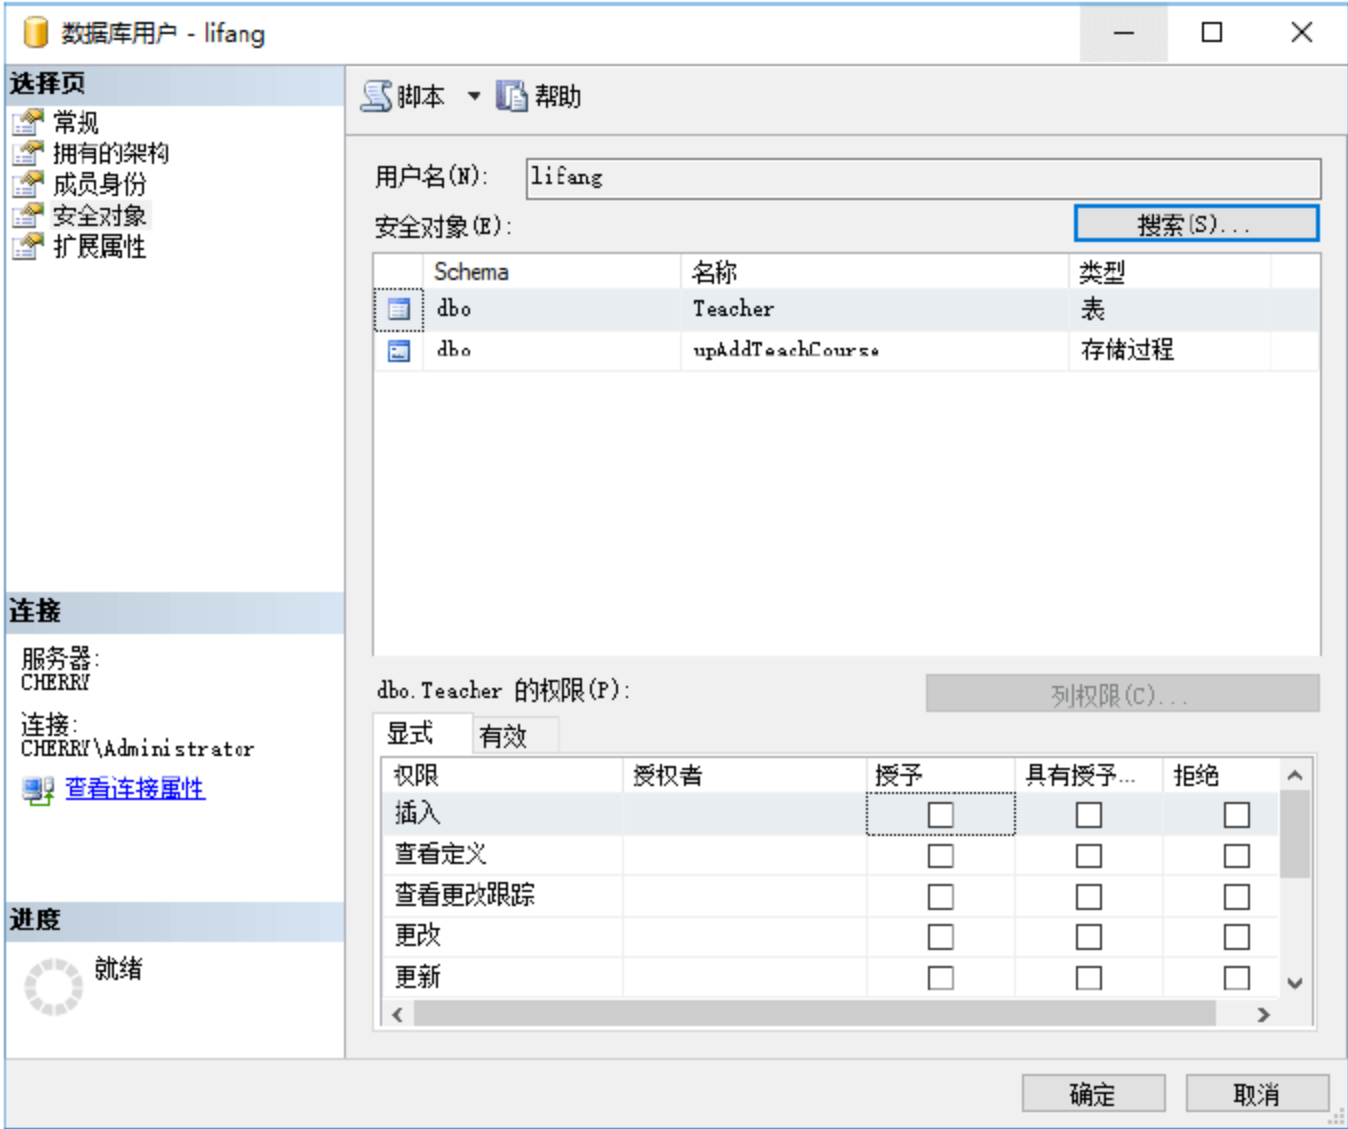 数据库用户 - lifang
选择页
常规
拥有的架构
成员身份
安全对象
扩展属性
脚本 帮助
用户名(N): lifang
安全对象(E): 搜索(S)...
Schema 名称 类型
dbo Teacher 表
dbo upAddTeachCourse 存储过程
连接
服务器:
CHERRY
连接:
CHERRY\Administrator
查看连接属性
进度
就绪
dbo.Teacher 的权限(P): 列权限(C)...
显式 有效
权限 授权者 授予 具有授予... 拒绝
插入
查看定义
查看更改跟踪
更改
更新
确定 取消